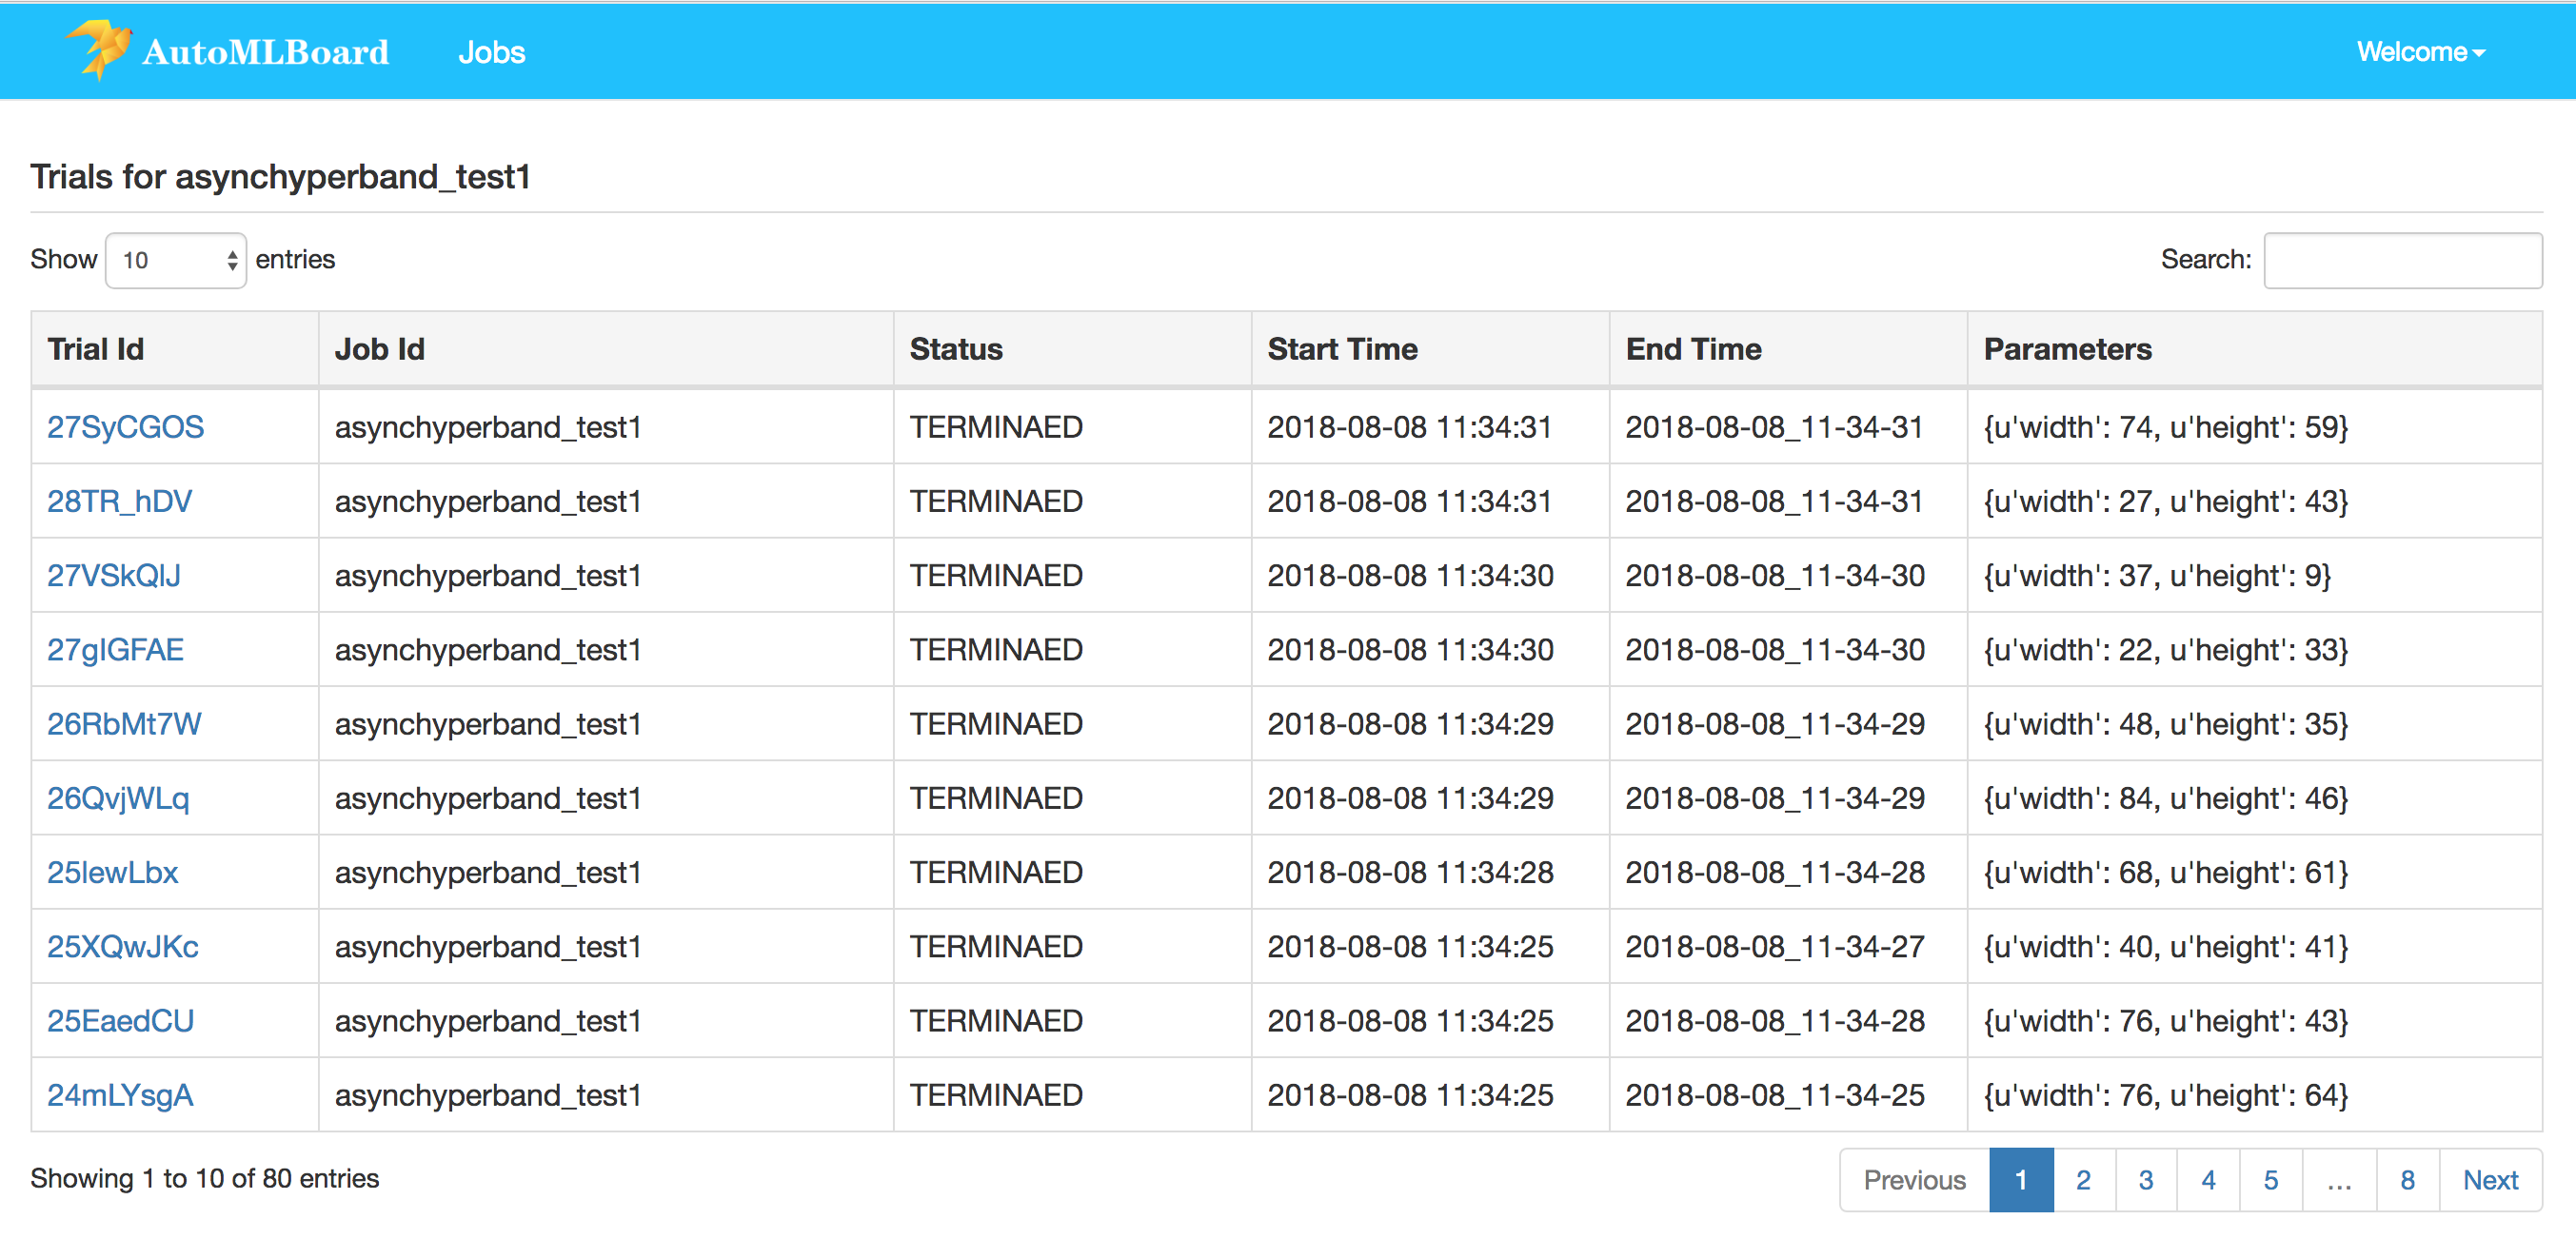 AutoMLBoard Jobs Welcome
Trials for asynchyperband_test1
Show 10 entries Search:
Trial Id Job Id Status Start Time End Time Parameters
27SyCGOS asynchyperband_test1 TERMINAED 2018-08-08 11:34:31 2018-08-08_11-34-31 {u'width': 74, u'height': 59}
28TR_hDV asynchyperband_test1 TERMINAED 2018-08-08 11:34:31 2018-08-08_11-34-31 {u'width': 27, u'height': 43}
27VSkQlJ asynchyperband_test1 TERMINAED 2018-08-08 11:34:30 2018-08-08_11-34-30 {u'width': 37, u'height': 9}
27glGFAE asynchyperband_test1 TERMINAED 2018-08-08 11:34:30 2018-08-08_11-34-30 {u'width': 22, u'height': 33}
26RbMt7W asynchyperband_test1 TERMINAED 2018-08-08 11:34:29 2018-08-08_11-34-29 {u'width': 48, u'height': 35}
26QvjWLq asynchyperband_test1 TERMINAED 2018-08-08 11:34:29 2018-08-08_11-34-29 {u'width': 84, u'height': 46}
25lewLbx asynchyperband_test1 TERMINAED 2018-08-08 11:34:28 2018-08-08_11-34-28 {u'width': 68, u'height': 61}
25XQwJKc asynchyperband_test1 TERMINAED 2018-08-08 11:34:25 2018-08-08_11-34-27 {u'width': 40, u'height': 41}
25EaedCU asynchyperband_test1 TERMINAED 2018-08-08 11:34:25 2018-08-08_11-34-28 {u'width': 76, u'height': 43}
24mLYsgA asynchyperband_test1 TERMINAED 2018-08-08 11:34:25 2018-08-08_11-34-25 {u'width': 76, u'height': 64}
Showing 1 to 10 of 80 entries Previous 1 2 3 4 5 … 8 Next